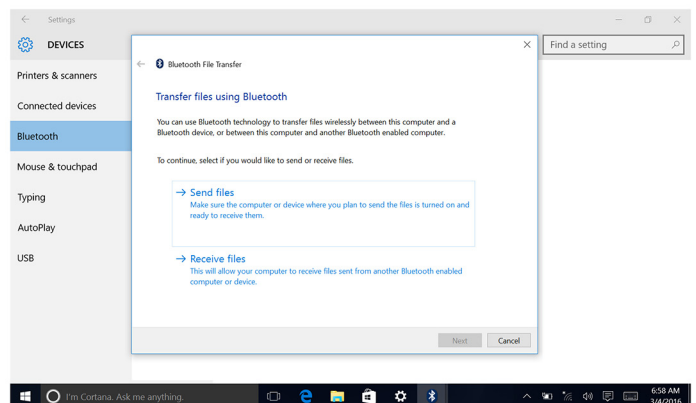 Settings
DEVICES
Find a setting
Printers & scanners
Connected devices
Bluetooth
Mouse & touchpad
Typing
AutoPlay
USB
Bluetooth File Transfer
Transfer files using Bluetooth
You can use Bluetooth technology to transfer files wirelessly between this computer and a
Bluetooth device, or between this computer and another Bluetooth enabled computer.
To continue, select if you would like to send or receive files.
Send files
Make sure the computer or device where you plan to send the files is turned on and
ready to receive them.
Receive files
This will allow your computer to receive files sent from another Bluetooth enabled
computer or device.
Next
Cancel
I'm Cortana. Ask me anything.
6:58 AM
3/4/2016